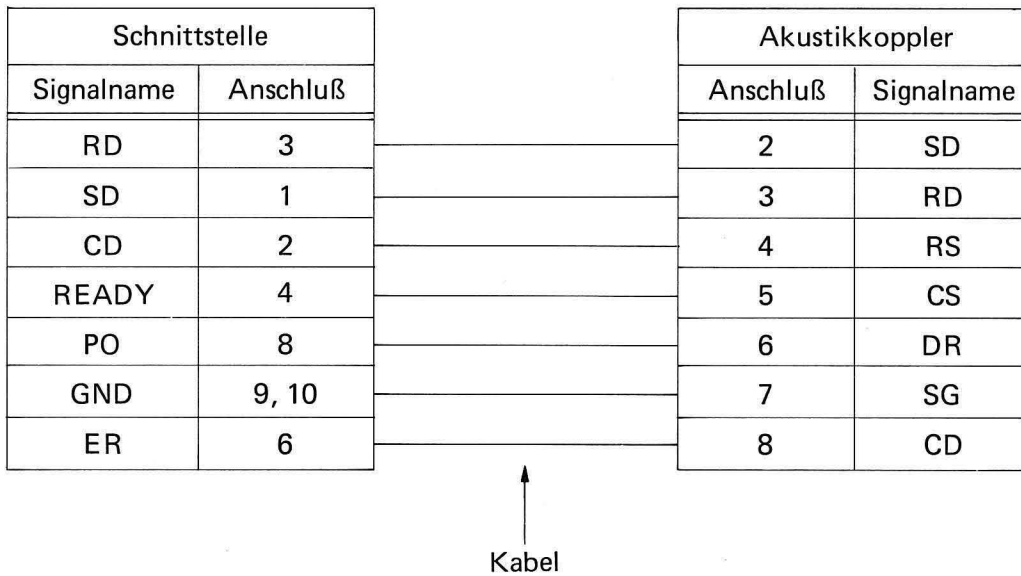 Schnittstelle Akustikkoppler
Signalname Anschluß Anschluß Signalname
RD 3 2 SD
SD 1 3 RD
CD 2 4 RS
READY 4 5 CS
PO 8 6 DR
GND 9, 10 7 SG
ER 6 8 CD
Kabel